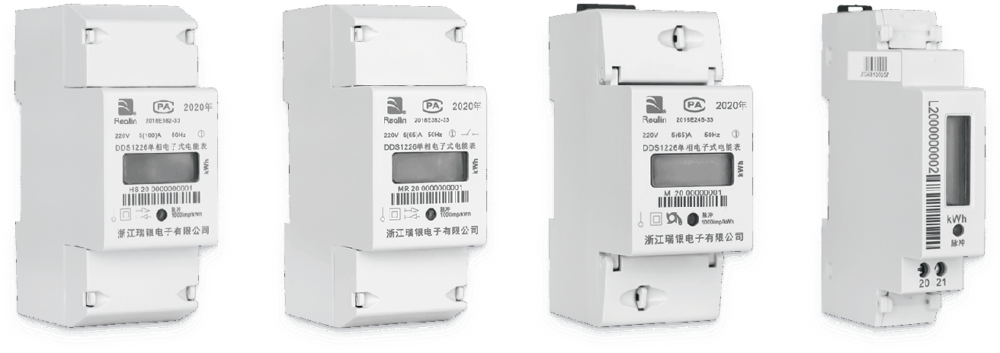 Reallin
PA 2020年
2016E382-33
220V 5(100)A 50Hz ①
DDS1226单相电子式电能表
kWh
HS 20 0000000001
脉冲
1000imp/kWh
浙江瑞银电子有限公司
Reallin
PA 2020年
2016E382-33
220V 5(65)A 50Hz ①
DDS1226单相电子式电能表
kWh
MR 20 0000000001
脉冲
1000imp/kWh
浙江瑞银电子有限公司
Reallin
PA 2020年
2016E245-33
220V 5(65)A 50Hz ①
DDS1226单相电子式电能表
kWh
M 20 00000001
脉冲
1000imp/kWh
浙江瑞银电子有限公司
L2000000002
kWh
脉冲
20 21